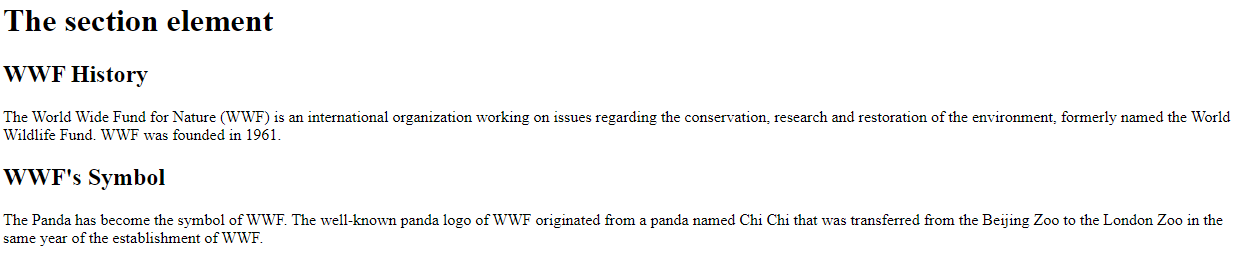 The section element
WWF History
The World Wide Fund for Nature (WWF) is an international organization working on issues regarding the conservation, research and restoration of the environment, formerly named the World
Wildlife Fund. WWF was founded in 1961.
WWF's Symbol
The Panda has become the symbol of WWF. The well-known panda logo of WWF originated from a panda named Chi Chi that was transferred from the Beijing Zoo to the London Zoo in the
same year of the establishment of WWF.